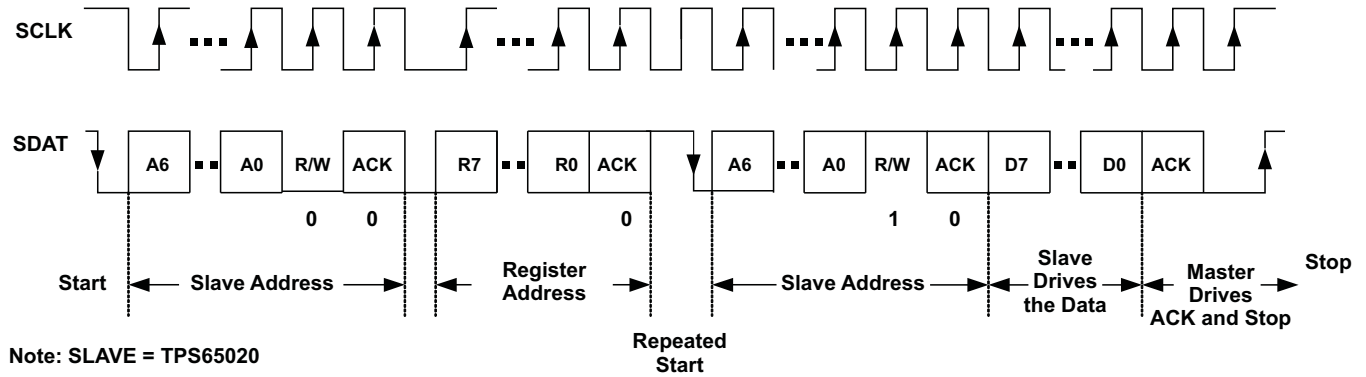 SCLK
SDAT
A6 A0 R/W ACK R7 R0 ACK A6 A0 R/W ACK D7 D0 ACK
0 0 0 1 0
Start
Slave Address
Register
Address
Repeated
Start
Slave Address
Slave
Drives
the Data
Master
Drives
ACK and Stop
Stop
Note: SLAVE = TPS65020